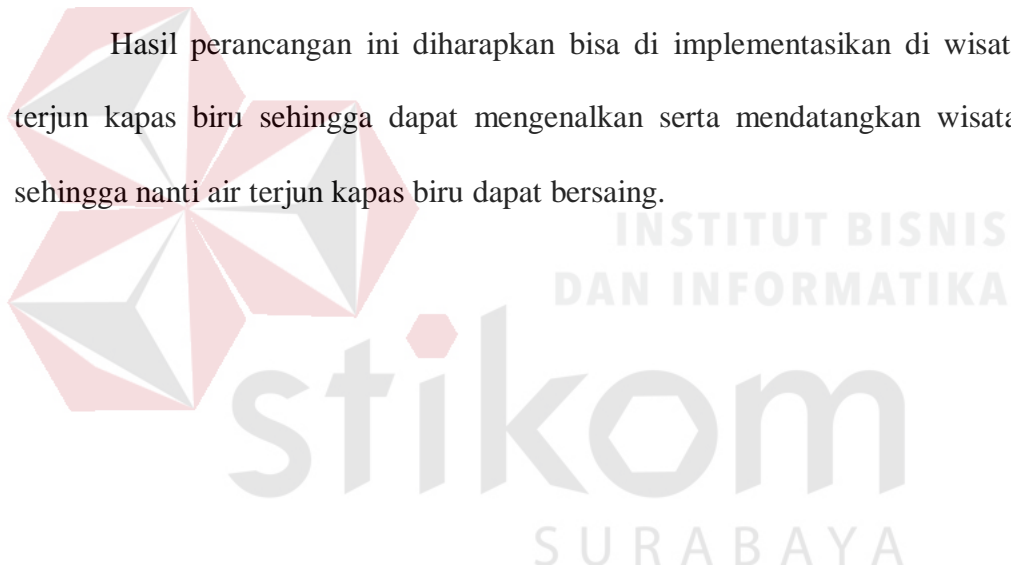 Hasil perancangan ini diharapkan bisa di implementasikan di wisat
terjun kapas biru sehingga dapat mengenalkan serta mendatangkan wisata
sehingga nanti air terjun kapas biru dapat bersaing.
INSTITUT BISNIS
DAN INFORMATIKA
stikom
SURABAYA